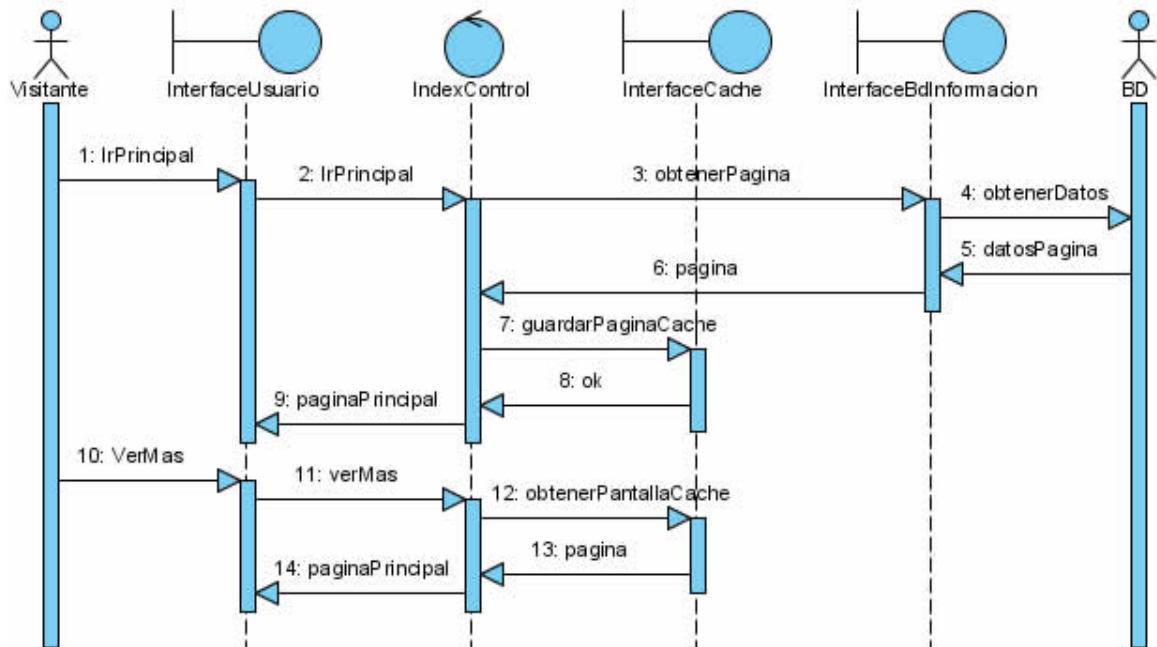 Visitante
InterfaceUsuario
IndexControl
InterfaceCache
InterfaceBdInformacion
BD
1: IrPrincipal
2: IrPrincipal
3: obtenerPagina
4: obtenerDatos
5: datosPagina
6: pagina
7: guardarPaginaCache
8: ok
9: paginaPrincipal
10: VerMas
11: verMas
12: obtenerPantallaCache
13: pagina
14: paginaPrincipal